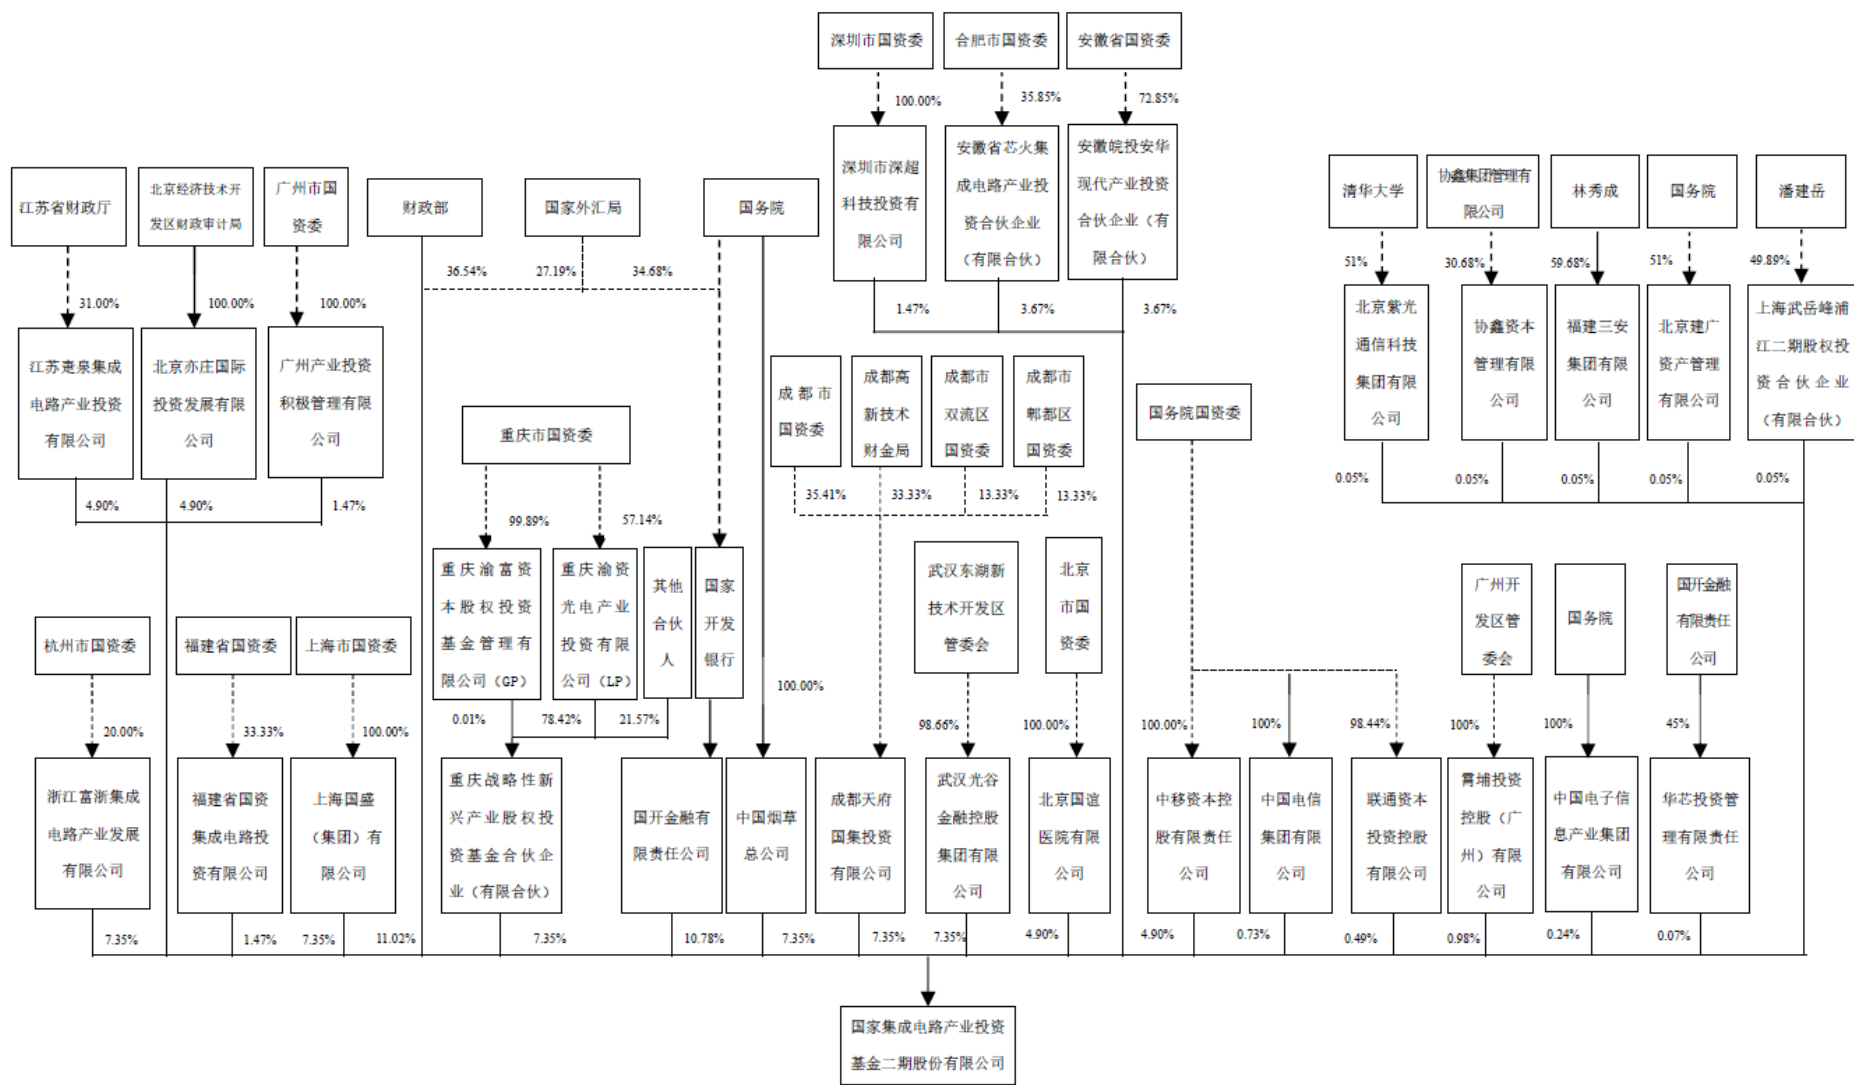 深圳市国资委
合肥市国资委
安徽省国资委
100.00%
35.85%
72.85%
深圳市深超
科技投资有
限公司
安徽省芯火集
成电路产业投
资合伙企业
（有限合伙）
安徽皖投安华
现代产业投资
合伙企业（有
限合伙）
江苏省财政厅
北京经济技术开
发区财政审计局
广州市国
资委
财政部
国家外汇局
国务院
清华大学
协鑫集团管理有
限公司
林秀成
国务院
潘建岳
36.54%
27.19%
34.68%
51%
30.68%
59.68%
51%
49.89%
31.00%
100.00%
100.00%
1.47%
3.67%
3.67%
江苏疌泉集成
电路产业投资
有限公司
北京亦庄国际
投资发展有限
公司
广州产业投资
积极管理有限
公司
北京紫光
通信科技
集团有限
公司
协鑫资本
管理有限
公司
福建三安
集团有限
公司
北京建广
资产管理
有限公司
上海武岳峰浦
江二期股权投
资合伙企业
（有限合伙）
成都市
国资委
成都高
新技术
财金局
成都市
双流区
国资委
成都市
郫都区
国资委
国务院国资委
重庆市国资委
4.90%
4.90%
1.47%
35.41%
33.33%
13.33%
13.33%
0.05%
0.05%
0.05%
0.05%
0.05%
99.89%
57.14%
重庆渝富资
本股权投资
基金管理有
限公司（GP）
重庆渝资
光电产业
投资有限
公司（LP）
其他
合伙
人
国家
开发
银行
武汉东湖新
技术开发区
管委会
北京
市国
资委
广州开
发区管
委会
国务院
国开金融
有限责任
公司
杭州市国资委
福建省国资委
上海市国资委
100.00%
0.01%
78.42%
21.57%
20.00%
33.33%
100.00%
98.66%
100.00%
100.00%
100%
98.44%
100%
100%
45%
浙江富浙集成
电路产业发展
有限公司
福建省国资
集成电路投
资有限公司
上海国盛
（集团）有
限公司
重庆战略性新
兴产业股权投
资基金合伙企
业（有限合伙）
国开金融有
限责任公司
中国烟草
总公司
成都天府
国集投资
有限公司
武汉光谷
金融控股
集团有限
公司
北京国谊
医院有限
公司
中移资本控
股有限责任
公司
中国电信
集团有限
公司
联通资本
投资控股
有限公司
霄埔投资
控股（广
州）有限
公司
中国电子信
息产业集团
有限公司
华芯投资管
理有限责任
公司
7.35%
1.47%
7.35%
11.02%
7.35%
10.78%
7.35%
7.35%
7.35%
4.90%
4.90%
0.73%
0.49%
0.98%
0.24%
0.07%
国家集成电路产业投资
基金二期股份有限公司